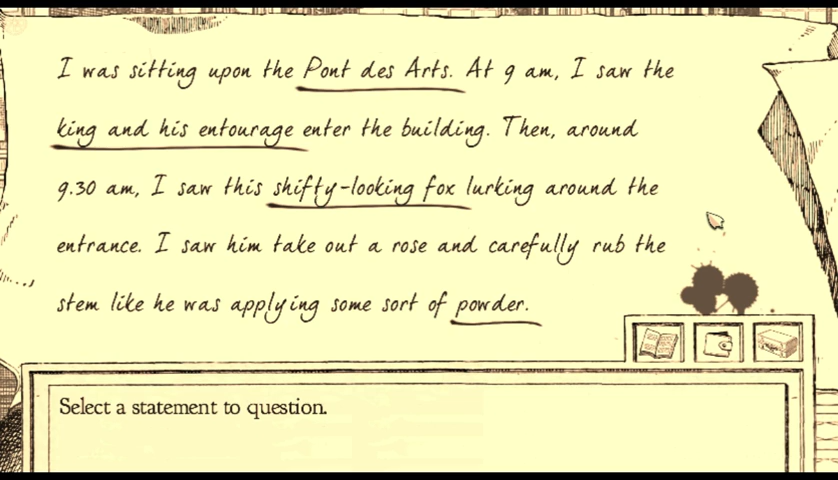 I was sitting upon the Pont des Arts. At 9 am, I saw the
king and his entourage enter the building. Then, around
9.30 am, I saw this shifty-looking fox lurking around the
entrance. I saw him take out a rose and carefully rub the
stem like he was applying some sort of powder.
Select a statement to question.